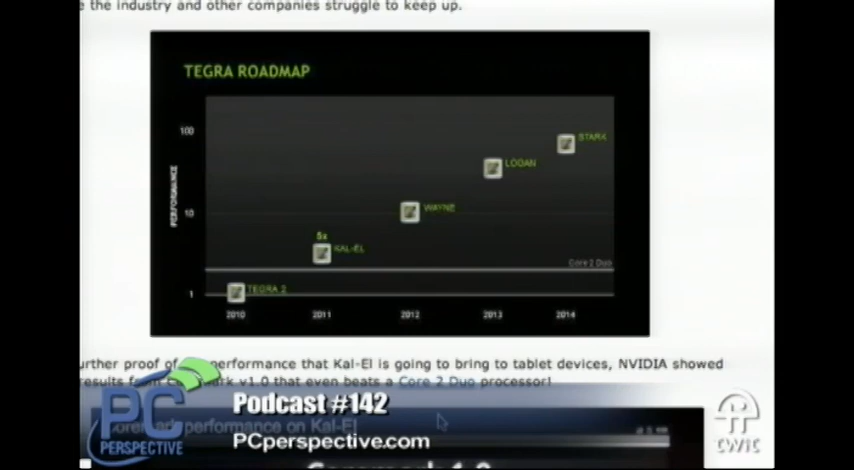 the industry and other companies struggle to keep up.
TEGRA ROADMAP
100
10
1
PERFORMANCE
STARK
LOGAN
WAYNE
5x
KAL-EL
Core 2 Duo
TEGRA 2
2010 2011 2012 2013 2014
urther proof of performance that Kal-El is going to bring to tablet devices, NVIDIA showed
results from v1.0 that even beats a Core 2 Duo processor!
performance on Kal-El
PC
PERSPECTIVE
Podcast #142
PCperspective.com
TWiT